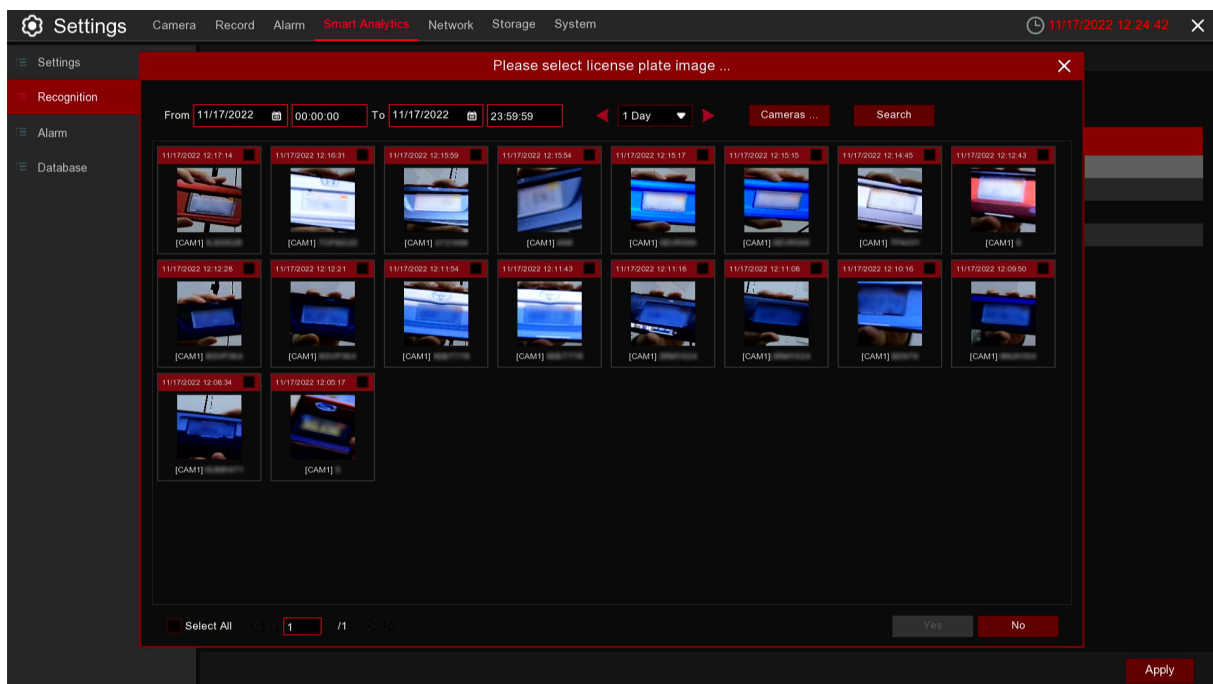 Settings Camera Record Alarm Smart Analytics Network Storage System 11/17/2022 12:24:42
Settings
Recognition
Alarm
Database
Please select license plate image ...
From 11/17/2022 00:00:00 To 11/17/2022 23:59:59 1 Day Cameras ... Search
11/17/2022 12:17:14 11/17/2022 12:16:31 11/17/2022 12:15:59 11/17/2022 12:15:54 11/17/2022 12:15:17 11/17/2022 12:15:15 11/17/2022 12:14:45 11/17/2022 12:12:43
[CAM1] [CAM1] [CAM1] [CAM1] [CAM1] [CAM1] [CAM1] [CAM1]
11/17/2022 12:12:26 11/17/2022 12:12:21 11/17/2022 12:11:54 11/17/2022 12:11:43 11/17/2022 12:11:16 11/17/2022 12:11:06 11/17/2022 12:10:16 11/17/2022 12:09:50
[CAM1] [CAM1] [CAM1] [CAM1] [CAM1] [CAM1] [CAM1] [CAM1]
11/17/2022 12:06:34 11/17/2022 12:05:17
[CAM1] [CAM1]
Select All 1 /1 Yes No
Apply